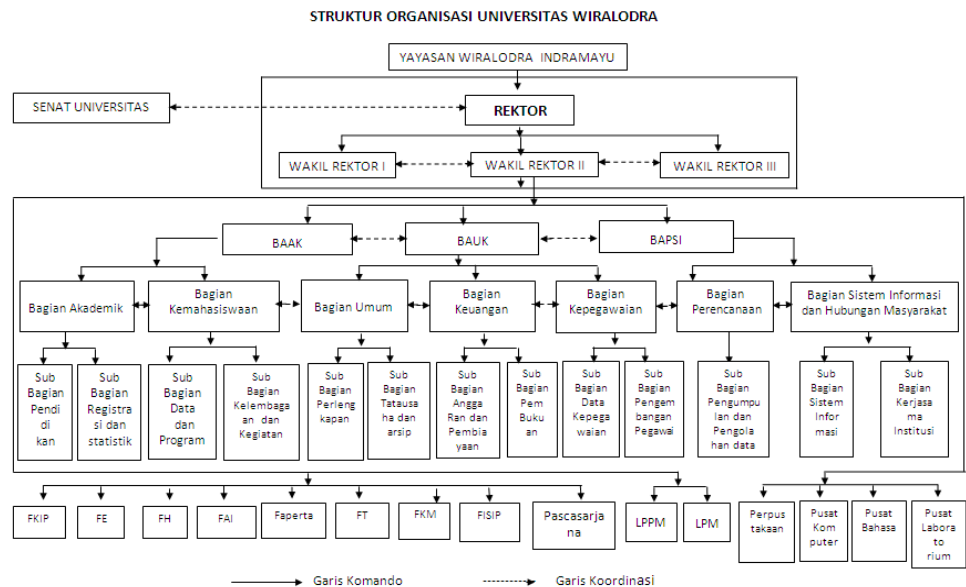 STRUKTUR ORGANISASI UNIVERSITAS WIRALODRA
YAYASAN WIRALODRA INDRAMAYU
SENAT UNIVERSITAS
REKTOR
WAKIL REKTOR I
WAKIL REKTOR II
WAKIL REKTOR III
BAAK
BAUK
BAPSI
Bagian Akademik
Bagian
Kemahasiswaan
Bagian Umum
Bagian
Keuangan
Bagian
Kepegawaian
Bagian
Perencanaan
Bagian Sistem Informasi
dan Hubungan Masyarakat
Sub
Bagian
Pendi
dikan
Sub
Bagian
Registra
si dan
statistik
Sub
Bagian
Data
dan
Program
Sub
Bagian
Kelembaga
an dan
Kegiatan
Sub
Bagian
Perleng
kapan
Sub
Bagian
Tatausa
ha dan
arsip
Sub
Bagian
Angga
Ran dan
Pembia
yaan
Sub
Bagian
Pem
Buku
an
Sub
Bagian
Data
Kepega
waian
Sub
Bagian
Pengem
bangan
Pegawai
Sub
Bagian
Pengumpu
lan dan
Pengola
han data
Sub
Bagian
Sistem
Infor
masi
Sub
Bagian
Kerjasa
ma
Institusi
FKIP
FE
FH
FAI
Faperta
FT
FKM
FISIP
Pascasarja
na
LPPM
LPM
Perpus
takaan
Pusat
Kom
puter
Pusat
Bahasa
Pusat
Labora
to
rium
Garis Komando
Garis Koordinasi